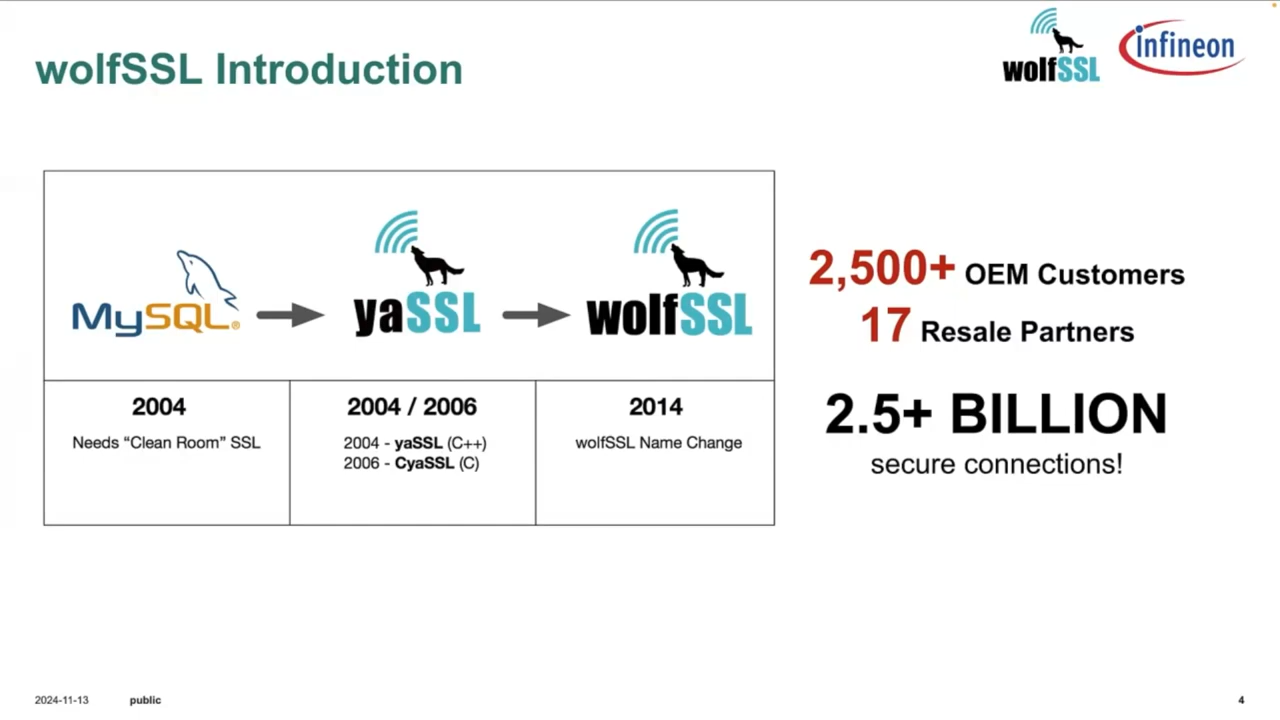 wolfSSL Introduction
wolfSSL
infineon
MySQL®
yaSSL
wolfSSL
2004
Needs “Clean Room” SSL
2004 / 2006
2004 - yaSSL (C++)
2006 - CyaSSL (C)
2014
wolfSSL Name Change
2,500+ OEM Customers
17 Resale Partners
2.5+ BILLION
secure connections!
2024-11-13
public
4